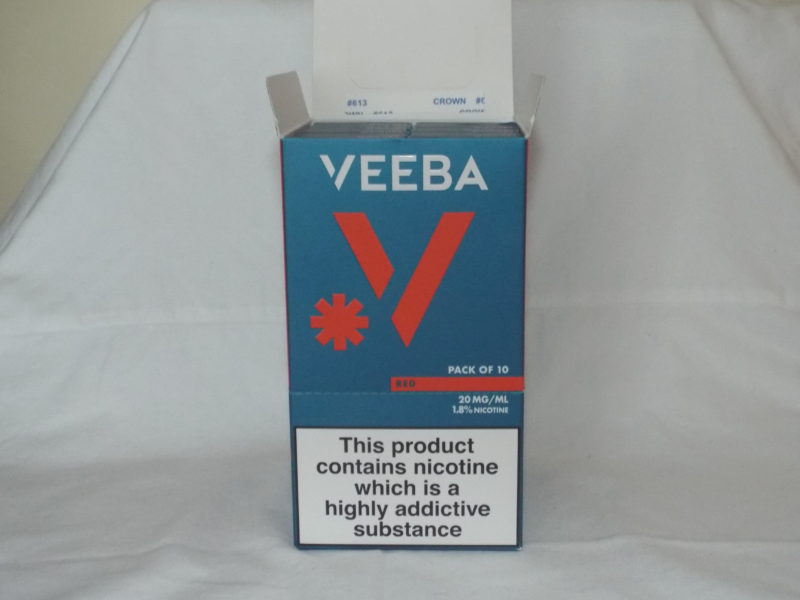 #613 CROWN
VEEBA
PACK OF 10
RED
20 MG/ML
1.8% NICOTINE
This product
contains nicotine
which is a
highly addictive
substance